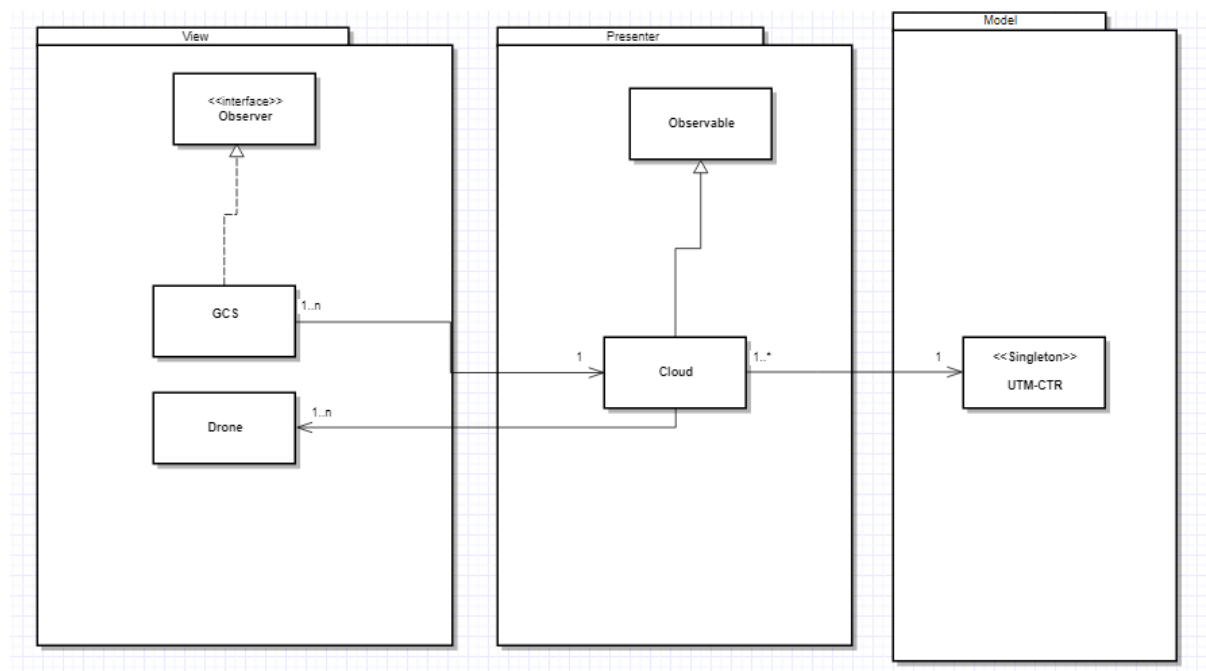 View
<<interface>>
Observer
GCS
1..n
Drone
1..n
Presenter
Observable
1
Cloud
1..*
Model
1
<<Singleton>>
UTM-CTR